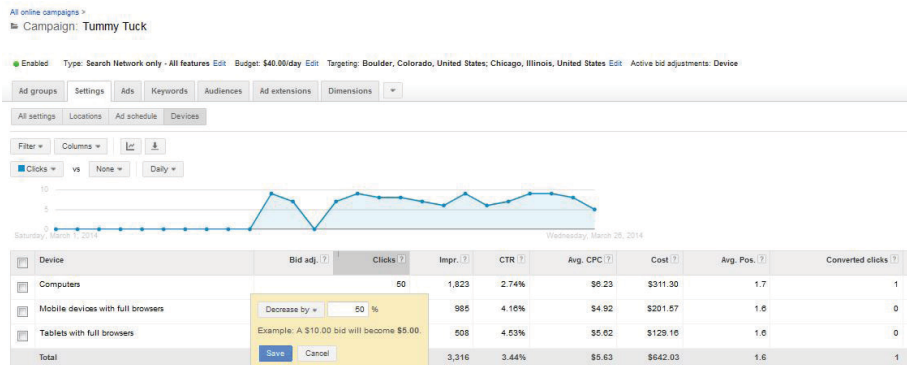 All online campaigns >
Campaign: Tummy Tuck
Enabled Type: Search Network only - All features Edit Budget: $40.00/day Edit Targeting: Boulder, Colorado, United States; Chicago, Illinois, United States Edit Active bid adjustments: Device
Ad groups Settings Ads Keywords Audiences Ad extensions Dimensions
All settings Locations Ad schedule Devices
Filter Columns
Clicks vs None Daily
10
5
0
Saturday, March 1, 2014 Wednesday, March 26, 2014
Device Bid adj. ? Clicks ? Impr. ? CTR ? Avg. CPC ? Cost ? Avg. Pos. ? Converted clicks ?
Computers 50 1,823 2.74% $6.23 $311.30 1.7 1
Mobile devices with full browsers Decrease by 50 % 985 4.16% $4.92 $201.57 1.6 0
Tablets with full browsers Example: A $10.00 bid will become $5.00. 508 4.53% $5.62 $129.16 1.6 0
Save Cancel
Total 3,316 3.44% $5.63 $642.03 1.6 1